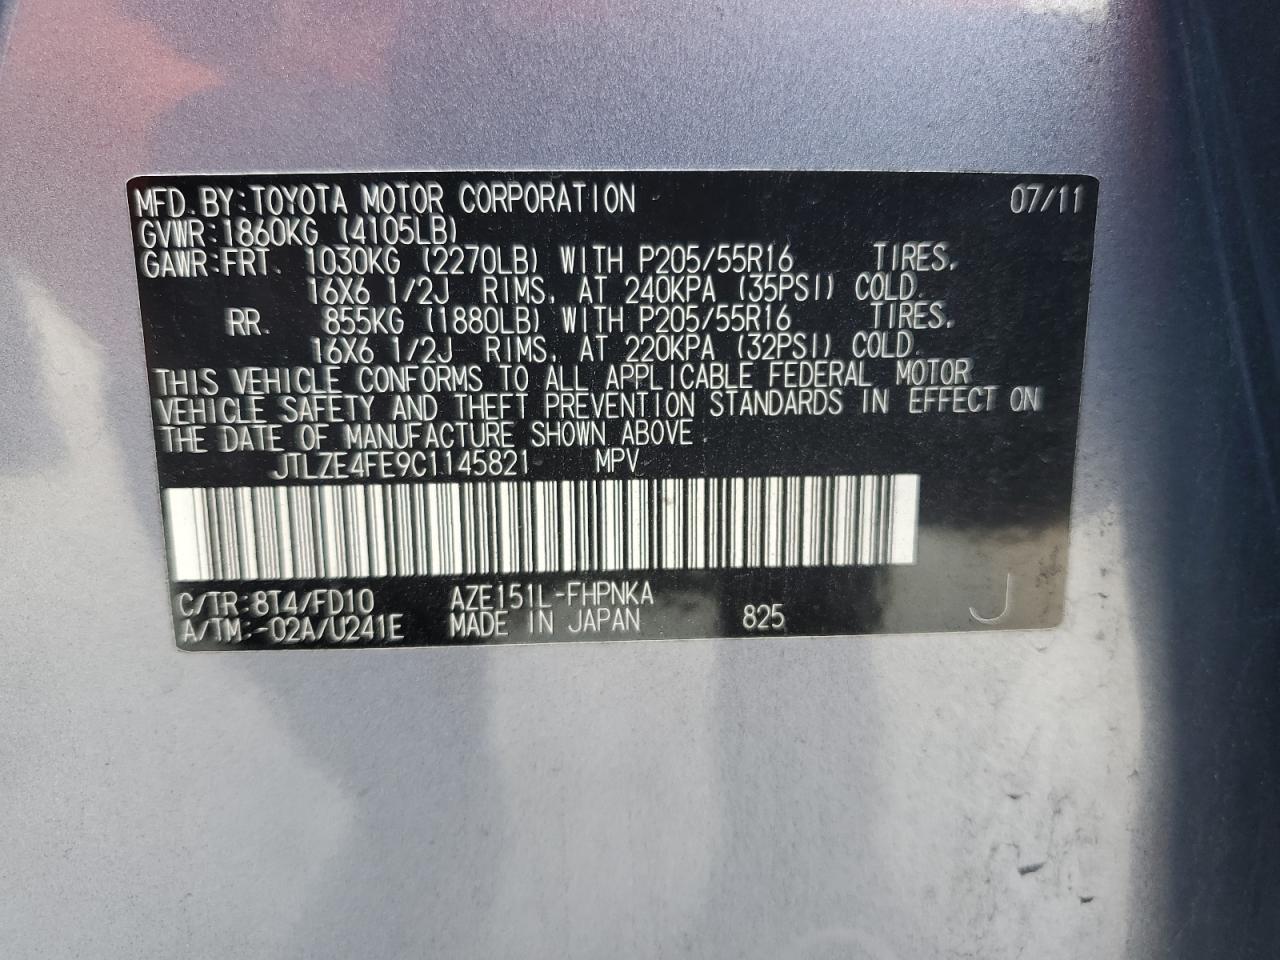 MFD. BY: TOYOTA MOTOR CORPORATION 07/11
GVWR: 1860KG (4105LB)
GAWR: FRT. 1030KG (2270LB) WITH P205/55R16 TIRES,
16X6 1/2J RIMS, AT 240KPA (35PSI) COLD.
RR. 855KG (1880LB) WITH P205/55R16 TIRES,
16X6 1/2J RIMS, AT 220KPA (32PSI) COLD.
THIS VEHICLE CONFORMS TO ALL APPLICABLE FEDERAL MOTOR
VEHICLE SAFETY AND THEFT PREVENTION STANDARDS IN EFFECT ON
THE DATE OF MANUFACTURE SHOWN ABOVE.
JTLZE4FE9C1145821 MPV
C/TR: 8T4/FD10 AZE151L-FHPNKA
A/TM: -02A/U241E MADE IN JAPAN 825 J